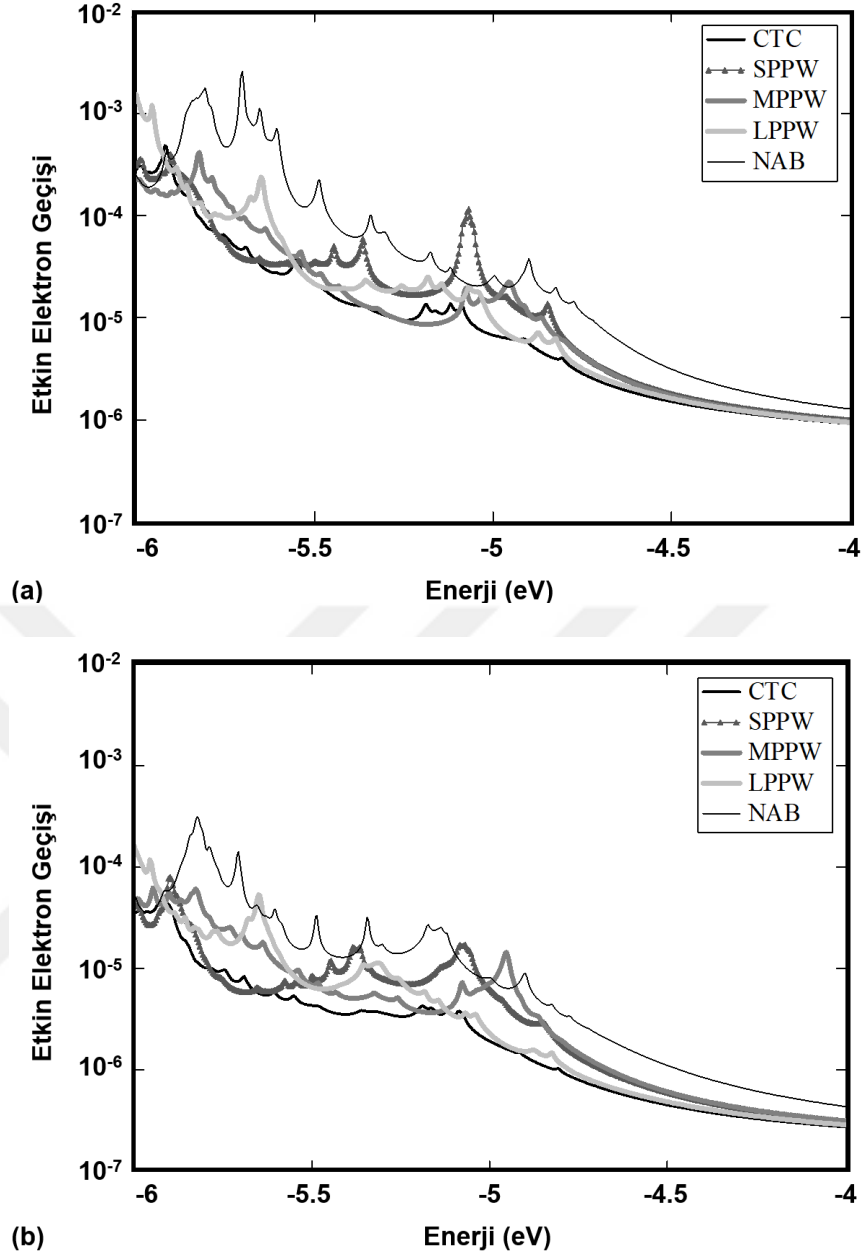 10-2
10-3
10-4
10-5
10-6
10-7
Etkin Elektron Geçişi
CTC
SPPW
MPPW
LPPW
NAB
-6
-5.5
-5
-4.5
-4
Enerji (eV)
(a)
10-2
10-3
10-4
10-5
10-6
10-7
Etkin Elektron Geçişi
CTC
SPPW
MPPW
LPPW
NAB
-6
-5.5
-5
-4.5
-4
Enerji (eV)
(b)